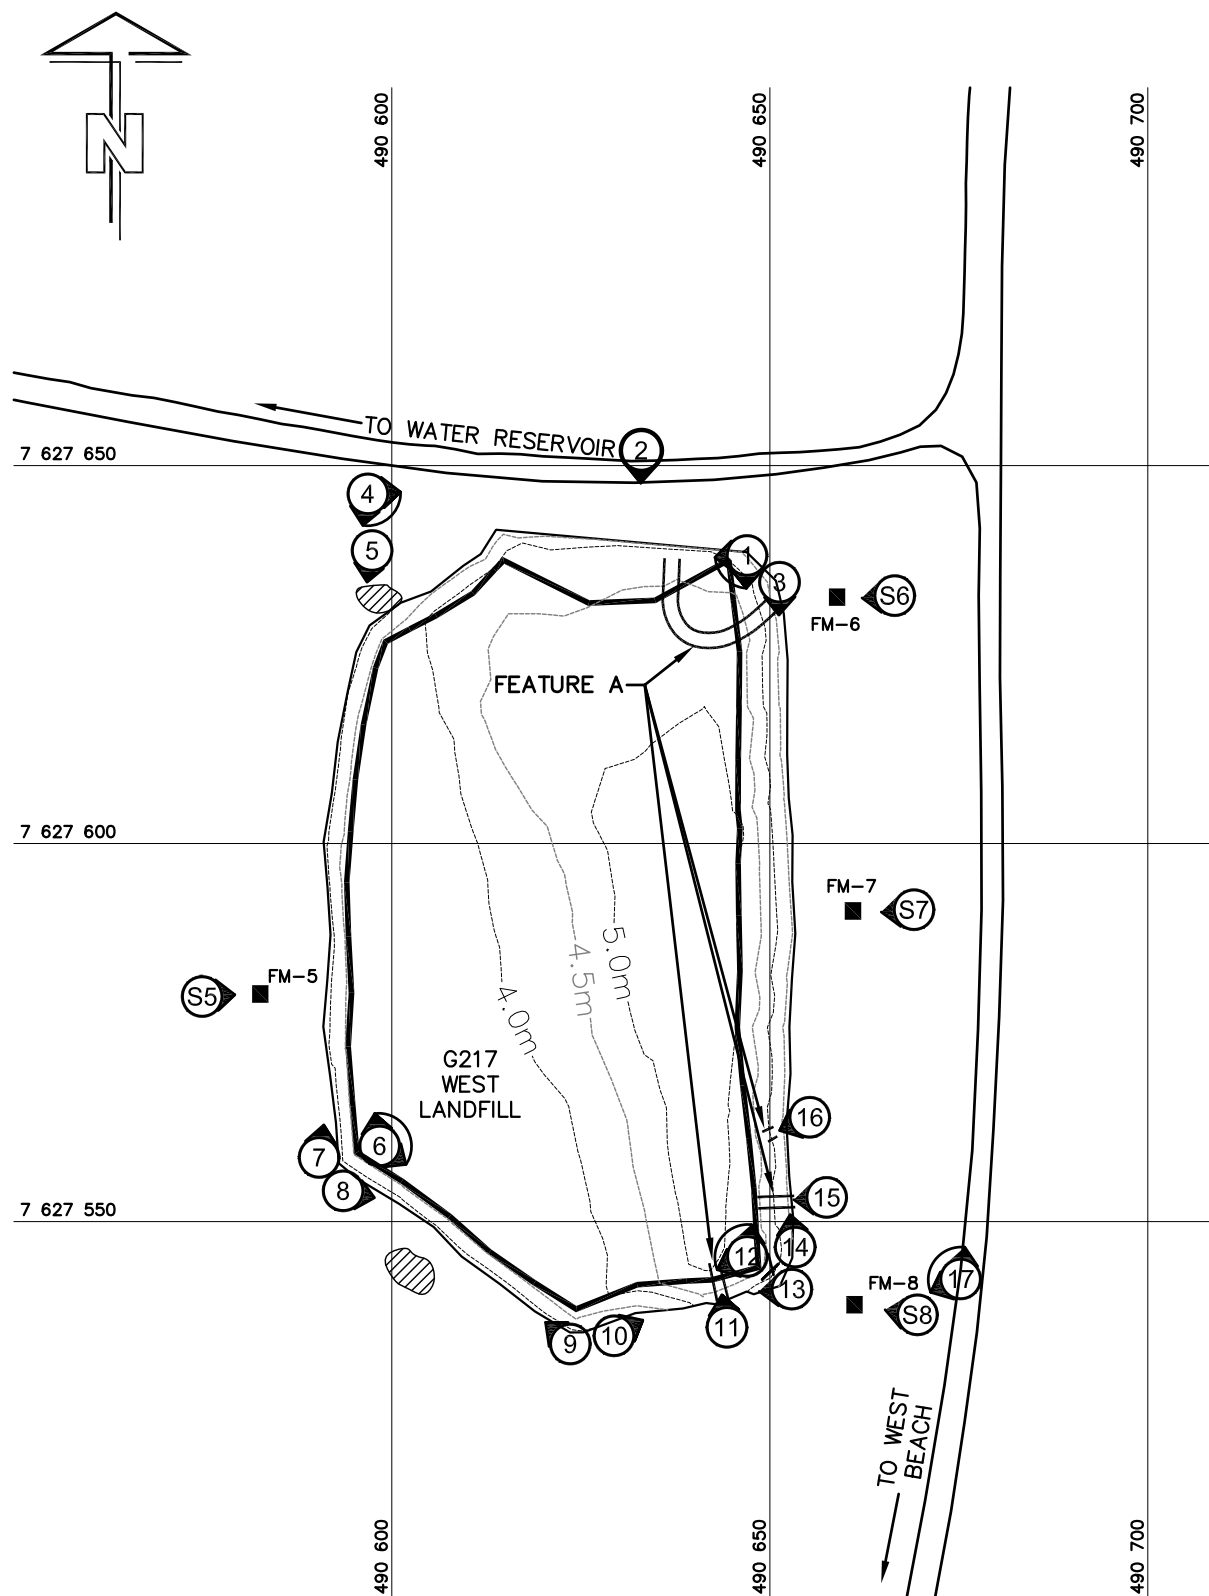 N
490 600
490 650
490 700
TO WATER RESERVOIR
2
7 627 650
4
5
1
3
S6
FM-6
FEATURE A
7 627 600
FM-7
S7
5.0m
4.5m
4.0m
FM-5
S5
G217
WEST
LANDFILL
16
6
7
8
15
7 627 550
14
12
13
17
FM-8
S8
11
10
9
TO WEST
BEACH
490 600
490 650
490 700